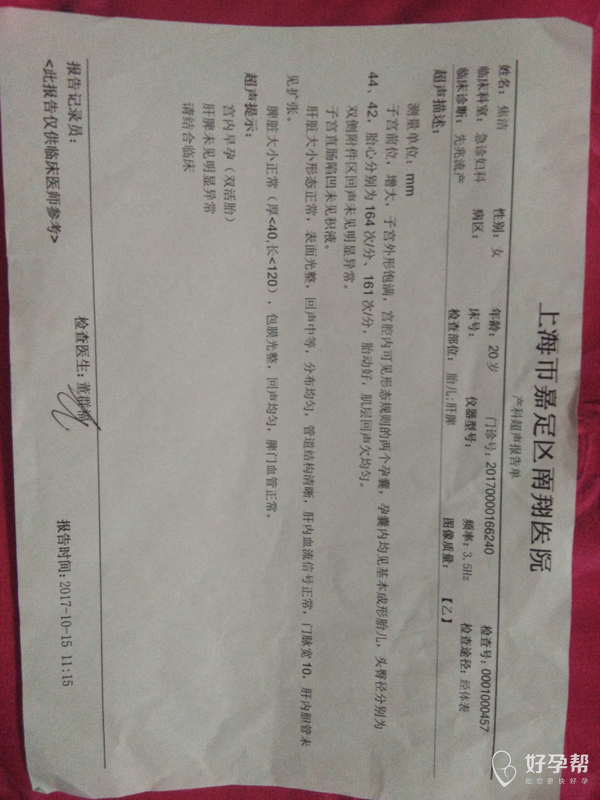 上海市嘉定区南翔医院
产科超声报告单
姓名：焦洁 性别：女 年龄：20岁 门诊号：20170000166240 检查号：0001000457
临床科室：急诊妇科 病区： 床号： 仪器型号： 频率：3.5Hz 检查途径：经体表
临床诊断：先兆流产 检查部位：胎儿;肝脾 图像质量：【乙】
超声描述：
测量单位：mm
子宫前位，增大，子宫外形饱满，宫腔内可见形态规则的两个孕囊，孕囊内均见基本成形胎儿，头臀径分别为
44、42，胎心分别为164次/分、161次/分，胎动好，肌层回声欠均匀。
双侧附件区回声未见明显异常。
子宫直肠陷凹未见积液。
肝脏大小形态正常，表面光整，回声中等，分布均匀，管道结构清晰，肝内血流信号正常，门脉宽10，肝内胆管未
见扩张。
脾脏大小正常（厚<40,长<120），包膜光整，回声均匀，脾门血管正常。
超声提示：
宫内早孕（双活胎）
肝脾未见明显异常
请结合临床
报告记录员： 检查医生：董群 报告时间：2017-10-15 11:15
<此报告仅供临床医师参考>
好孕帮
助您更快好孕